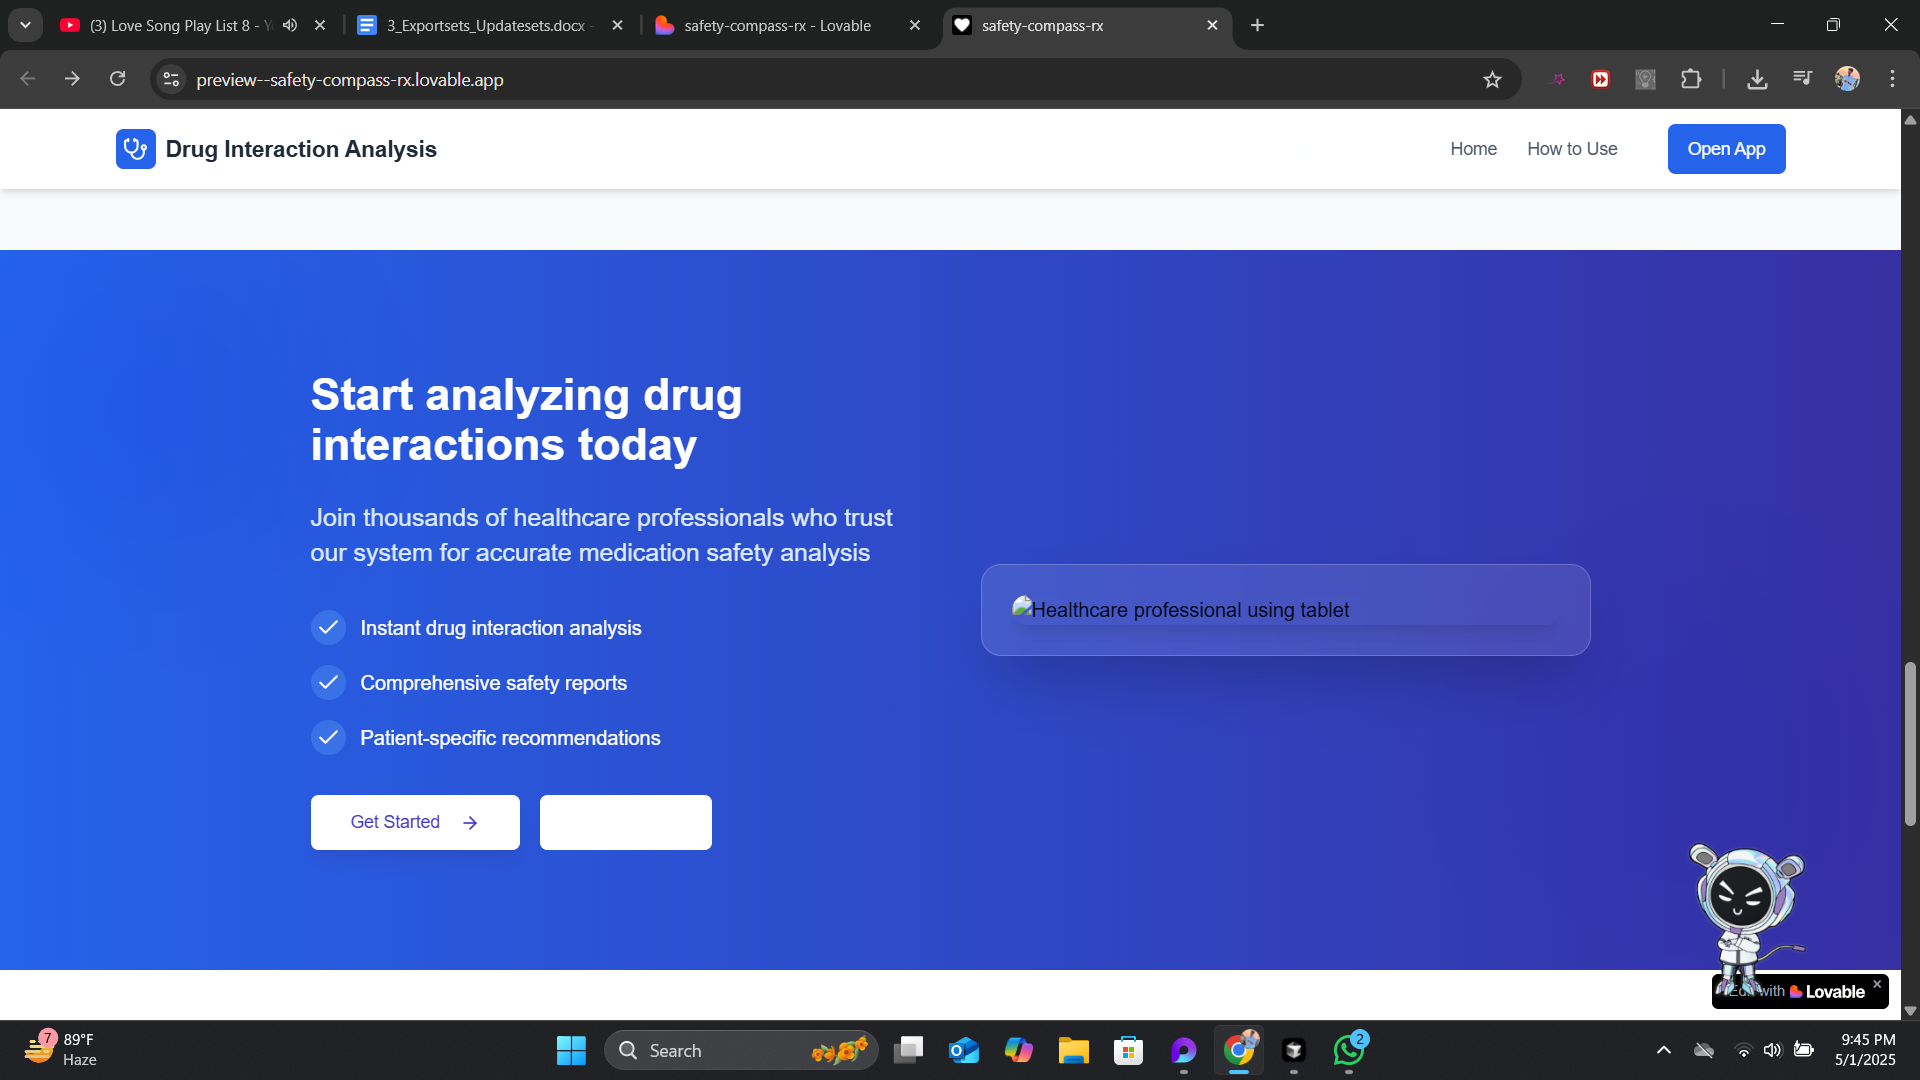 (3) Love Song Play List 8 -
3_Exportsets_Updatesets.docx -
safety-compass-rx - Lovable
safety-compass-rx
preview--safety-compass-rx.lovable.app
Drug Interaction Analysis
Home
How to Use
Open App
Start analyzing drug
interactions today
Join thousands of healthcare professionals who trust
our system for accurate medication safety analysis
Instant drug interaction analysis
Comprehensive safety reports
Patient-specific recommendations
Get Started
Healthcare professional using tablet
with Lovable
7
89°F
Haze
Search
2
9:45 PM
5/1/2025